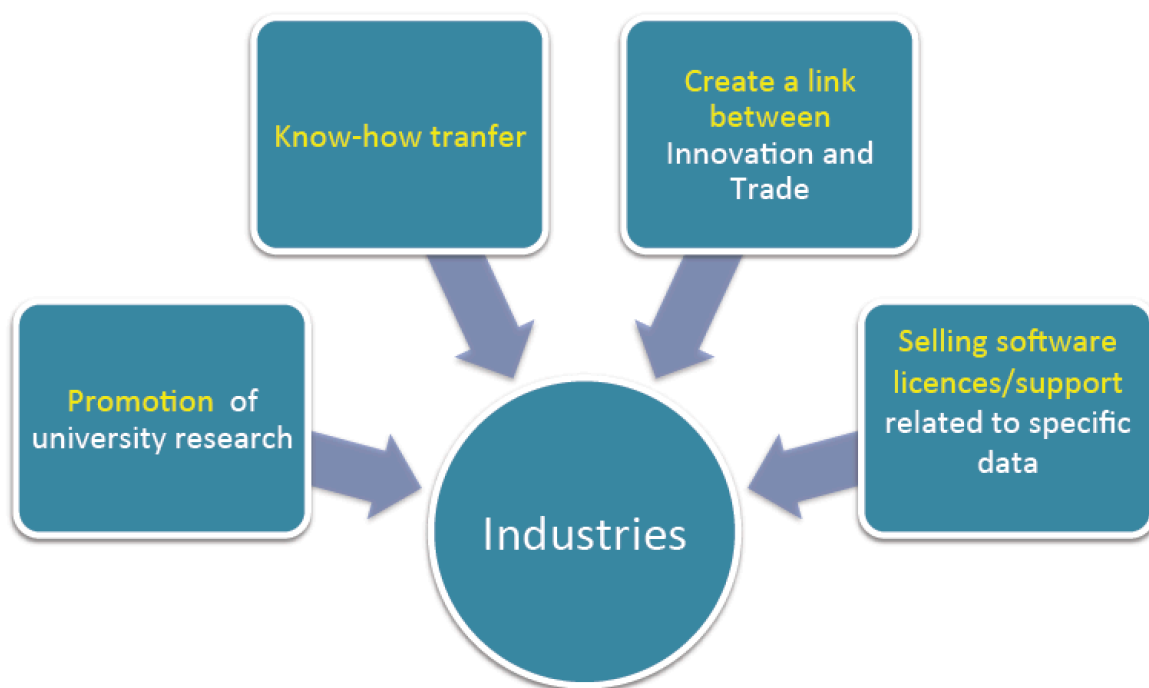 Know-how tranfer
Create a link
between
Innovation and
Trade
Promotion of
university research
Selling software
licences/support
related to specific
data
Industries